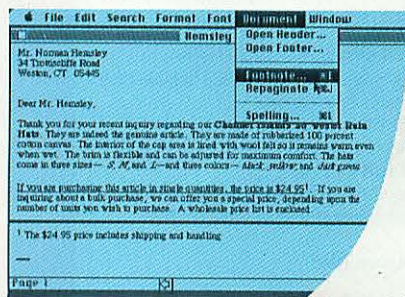 File Edit Search Format Font Document Window
Hemsley
Open Header...
Open Footer...
Footnote... ⌘E
Repaginate
Spelling... ⌘L
Mr. Norman Hemsley
34 Road
Weston, CT 05445
Dear Mr. Hemsley,
Thank you for your recent inquiry regarding our Rain
Hats. They are indeed the genuine article. They are made of rubberized 100 percent
cotton canvas. The interior of the cap area is lined with wool felt so it remains warm even
when wet. The brim is flexible and can be adjusted for maximum comfort. The hats
come in three sizes — S, M, and L — and three colors — black, yellow, and dark green.
If you are purchasing this article in single quantities, the price is $24.95¹. If you are
inquiring about a bulk purchase, we can offer you a special price, depending upon the
number of units you wish to purchase. A wholesale price list is enclosed.
¹ The $24.95 price includes shipping and handling
Page 1